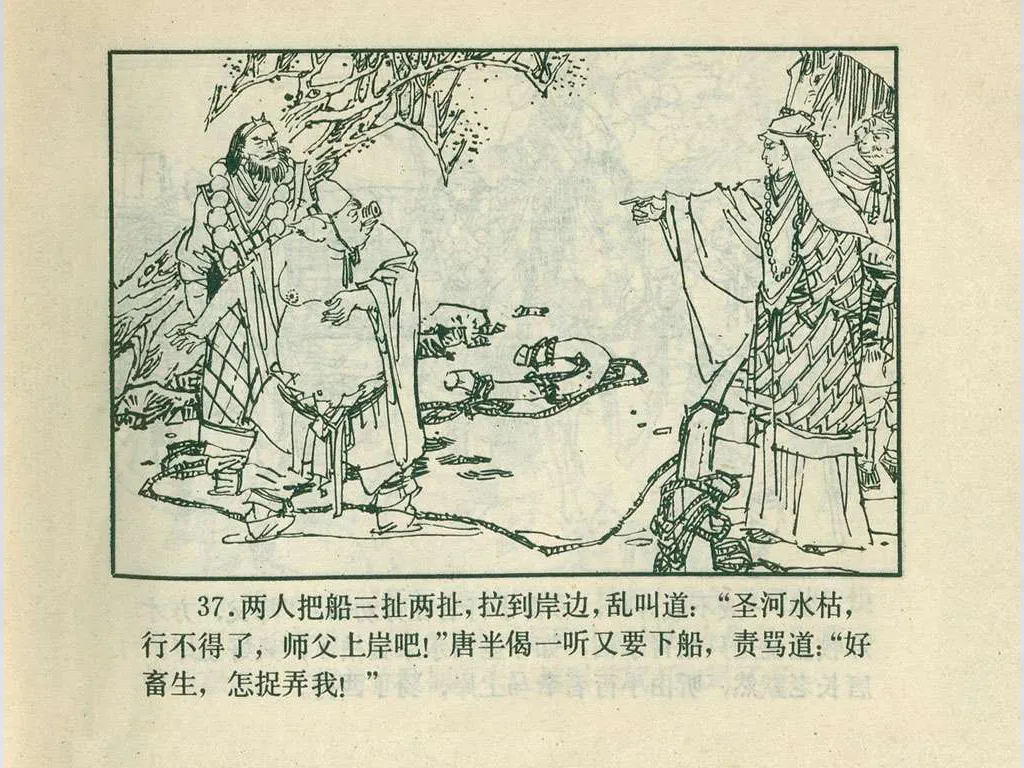 37.两人把船三扯两扯,拉到岸边,乱叫道:“圣河水枯,
行不得了,师父上岸吧!”唐半偈一听又要下船,责骂道:“好
畜生,怎捉弄我!”